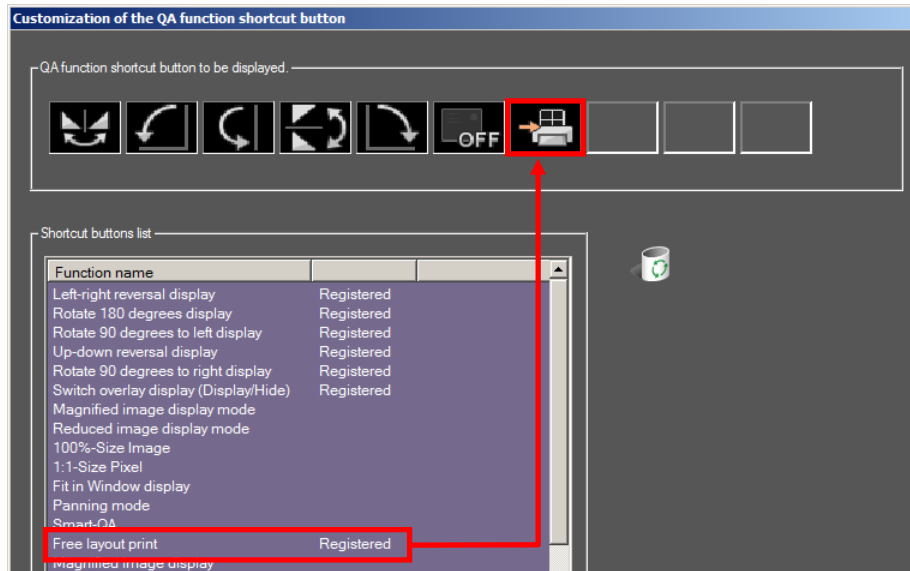 Customization of the QA function shortcut button
QA function shortcut button to be displayed.
OFF
Shortcut buttons list
Function name
Left-right reversal display Registered
Rotate 180 degrees display Registered
Rotate 90 degrees to left display Registered
Up-down reversal display Registered
Rotate 90 degrees to right display Registered
Switch overlay display (Display/Hide) Registered
Magnified image display mode
Reduced image display mode
100%-Size Image
1:1-Size Pixel
Fit in Window display
Panning mode
Smart-QA
Free layout print Registered
Magnified image display